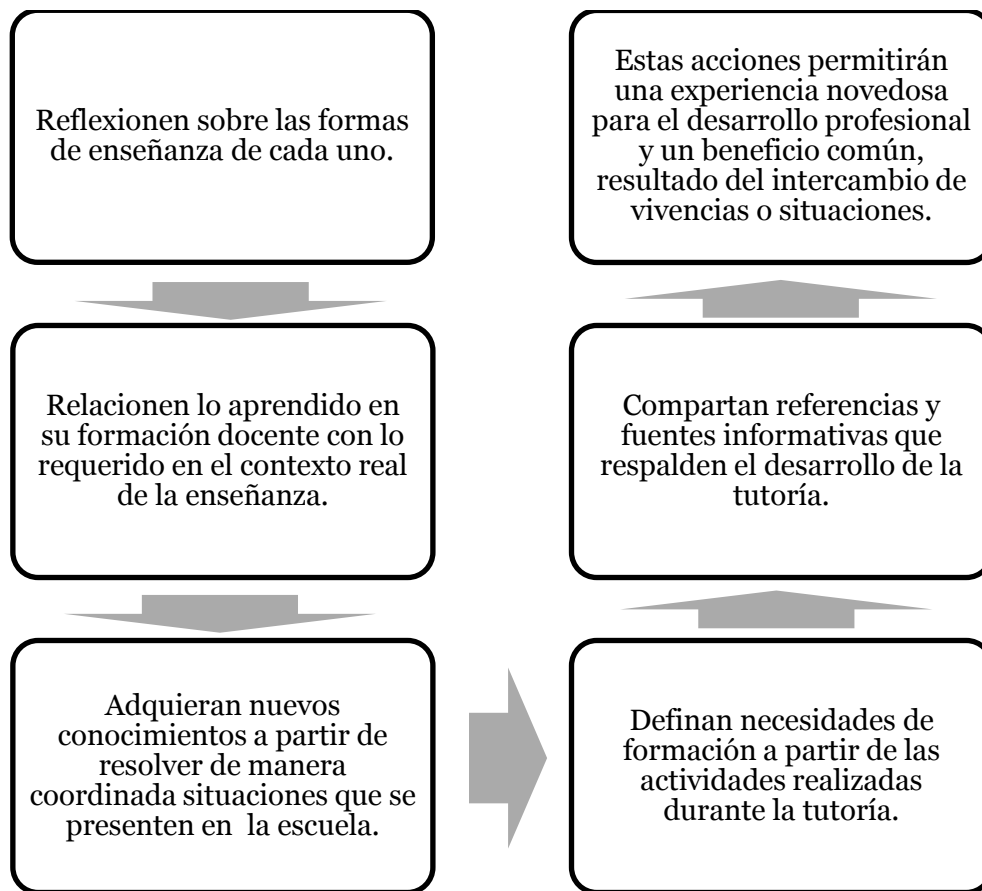 Reflexionen sobre las formas
de enseñanza de cada uno.
Relacionen lo aprendido en
su formación docente con lo
requerido en el contexto real
de la enseñanza.
Adquieran nuevos
conocimientos a partir de
resolver de manera
coordinada situaciones que se
presenten en la escuela.
Definan necesidades de
formación a partir de las
actividades realizadas
durante la tutoría.
Compartan referencias y
fuentes informativas que
respalden el desarrollo de la
tutoría.
Estas acciones permitirán
una experiencia novedosa
para el desarrollo profesional
y un beneficio común,
resultado del intercambio de
vivencias o situaciones.